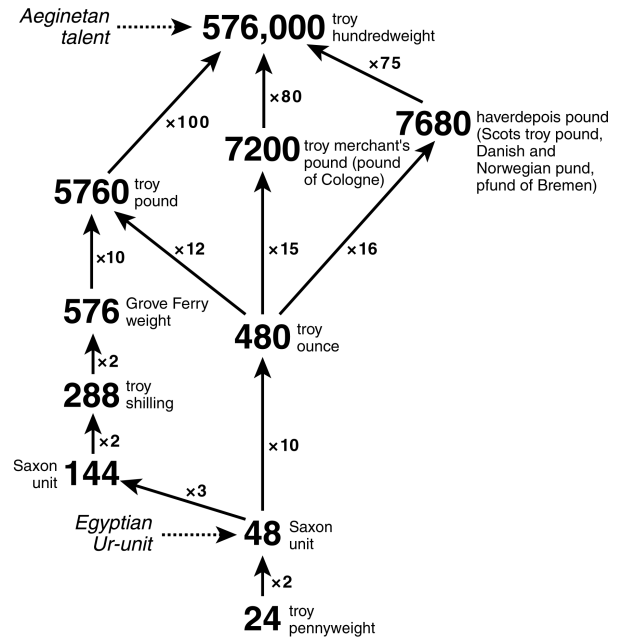 Aeginetan
talent
576,000 troy
hundredweight
×75
×80
×100
7680 haverdepois pound
(Scots troy pound,
Danish and
Norwegian pund,
pfund of Bremen)
7200 troy merchant's
pound (pound
of Cologne)
5760 troy
pound
×12
×15
×16
×10
576 Grove Ferry
weight
480 troy
ounce
×2
288 troy
shilling
×2
×10
Saxon
unit 144
×3
Egyptian
Ur-unit
48 Saxon
unit
×2
24 troy
pennyweight